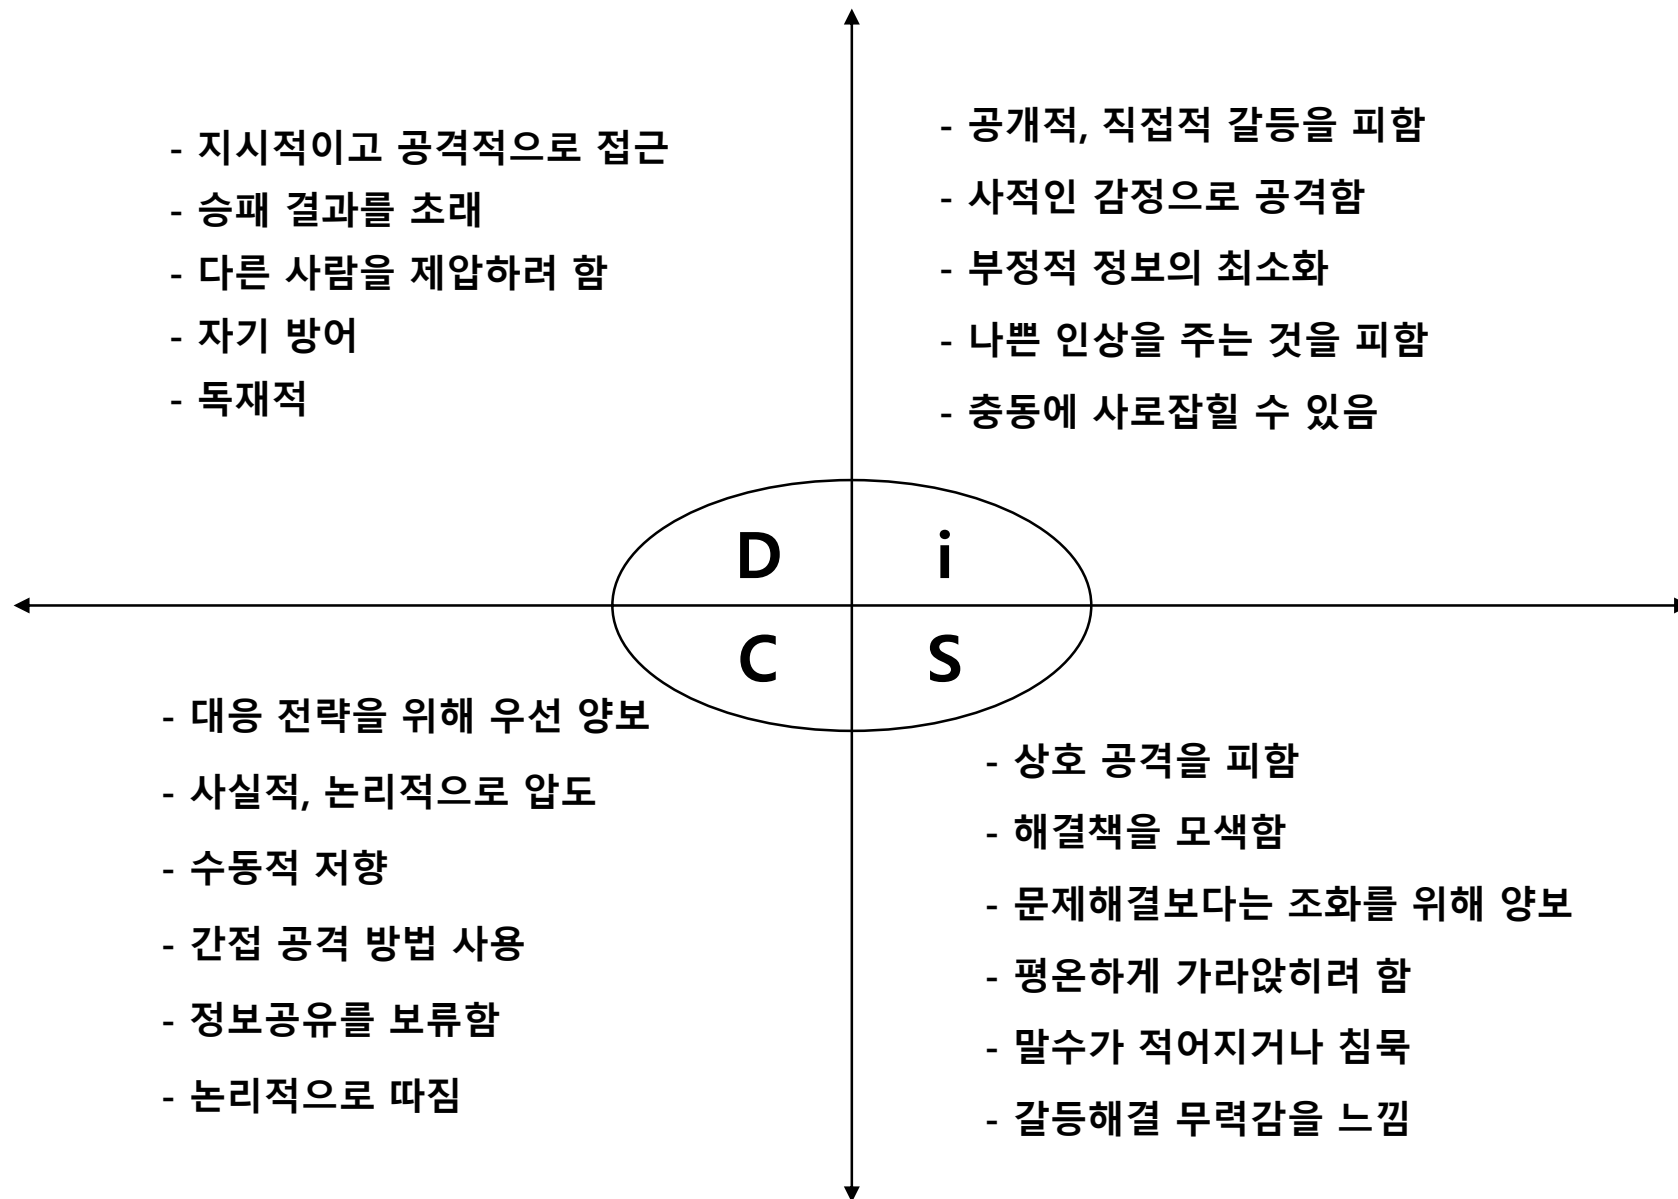 - 지시적이고 공격적으로 접근
- 승패 결과를 초래
- 다른 사람을 제압하려 함
- 자기 방어
- 독재적
- 공개적, 직접적 갈등을 피함
- 사적인 감정으로 공격함
- 부정적 정보의 최소화
- 나쁜 인상을 주는 것을 피함
- 충동에 사로잡힐 수 있음
D i
C S
- 대응 전략을 위해 우선 양보
- 사실적, 논리적으로 압도
- 수동적 저항
- 간접 공격 방법 사용
- 정보공유를 보류함
- 논리적으로 따짐
- 상호 공격을 피함
- 해결책을 모색함
- 문제해결보다는 조화를 위해 양보
- 평온하게 가라앉히려 함
- 말수가 적어지거나 침묵
- 갈등해결 무력감을 느낌